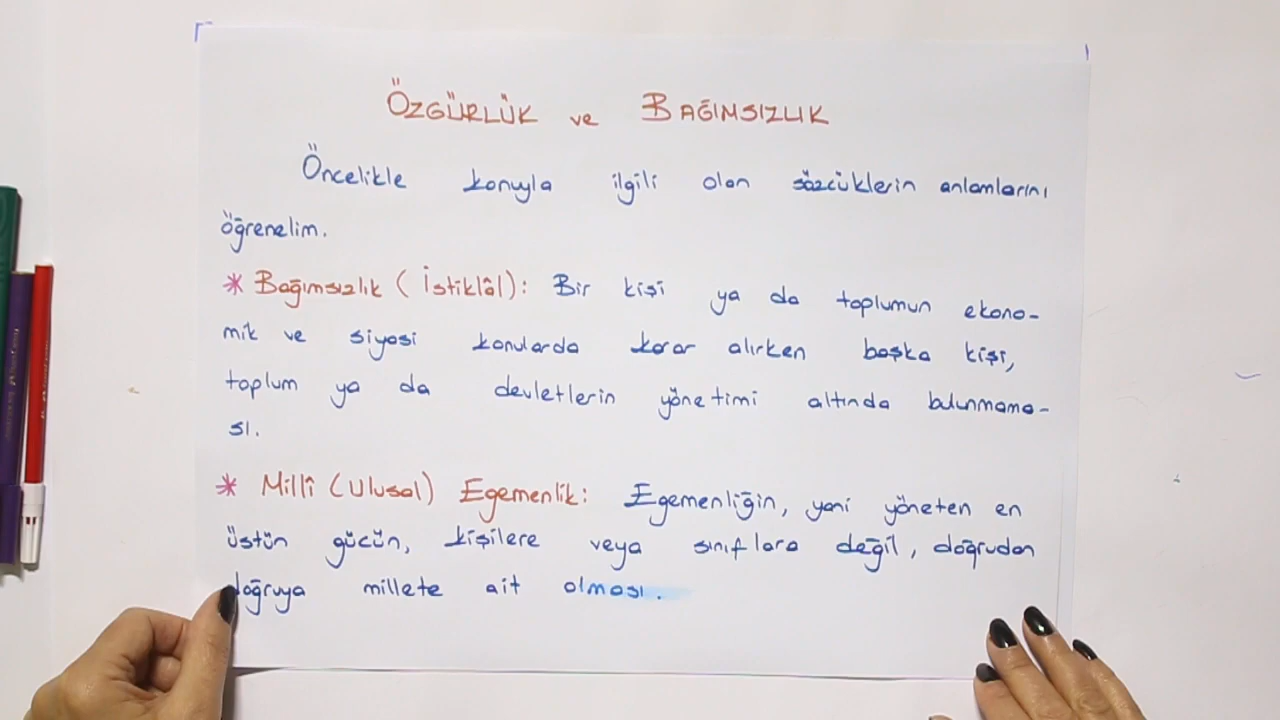 ÖZGÜRLÜK ve BAĞIMSIZLIK
Öncelikle konuyla ilgili olan sözcüklerin anlamlarını
öğrenelim.
* Bağımsızlık (İstiklâl): Bir kişi ya da toplumun ekono-
mik ve siyasi konularda karar alırken başka kişi,
toplum ya da devletlerin yönetimi altında bulunmama-
sı.
* Millî (Ulusal) Egemenlik: Egemenliğin, yani yöneten en
üstün gücün, kişilere veya sınıflara değil, doğrudan
doğruya millete ait olması.